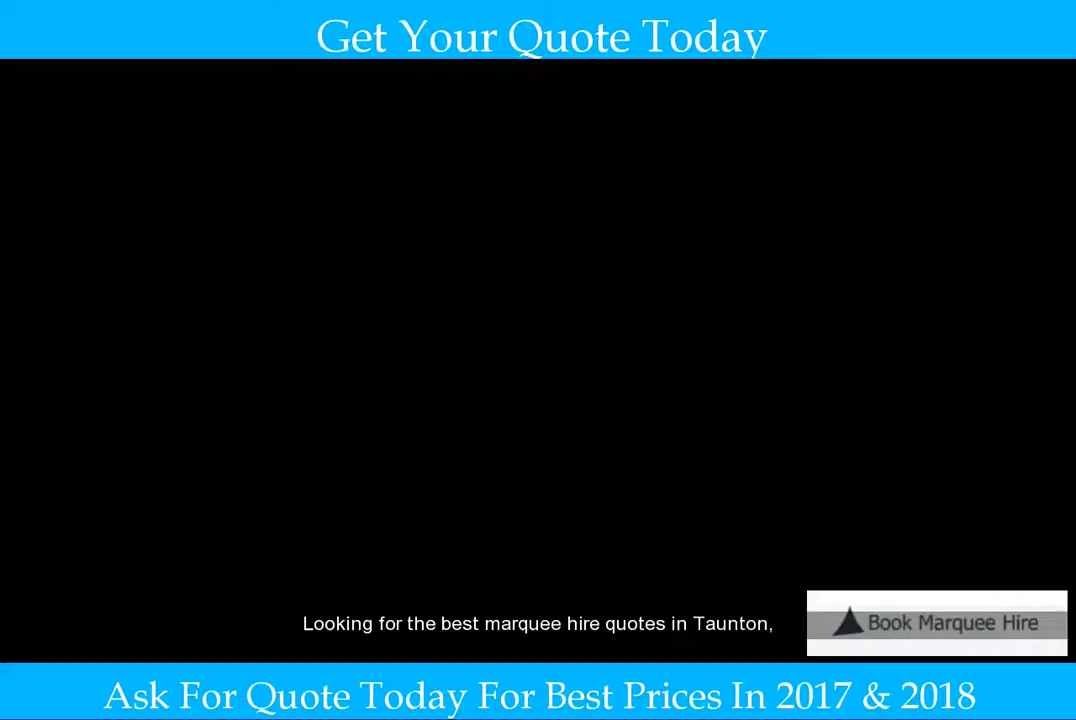 Get Your Quote Today
Looking for the best marquee hire quotes in Taunton,
Book Marquee Hire
Ask For Quote Today For Best Prices In 2017 & 2018